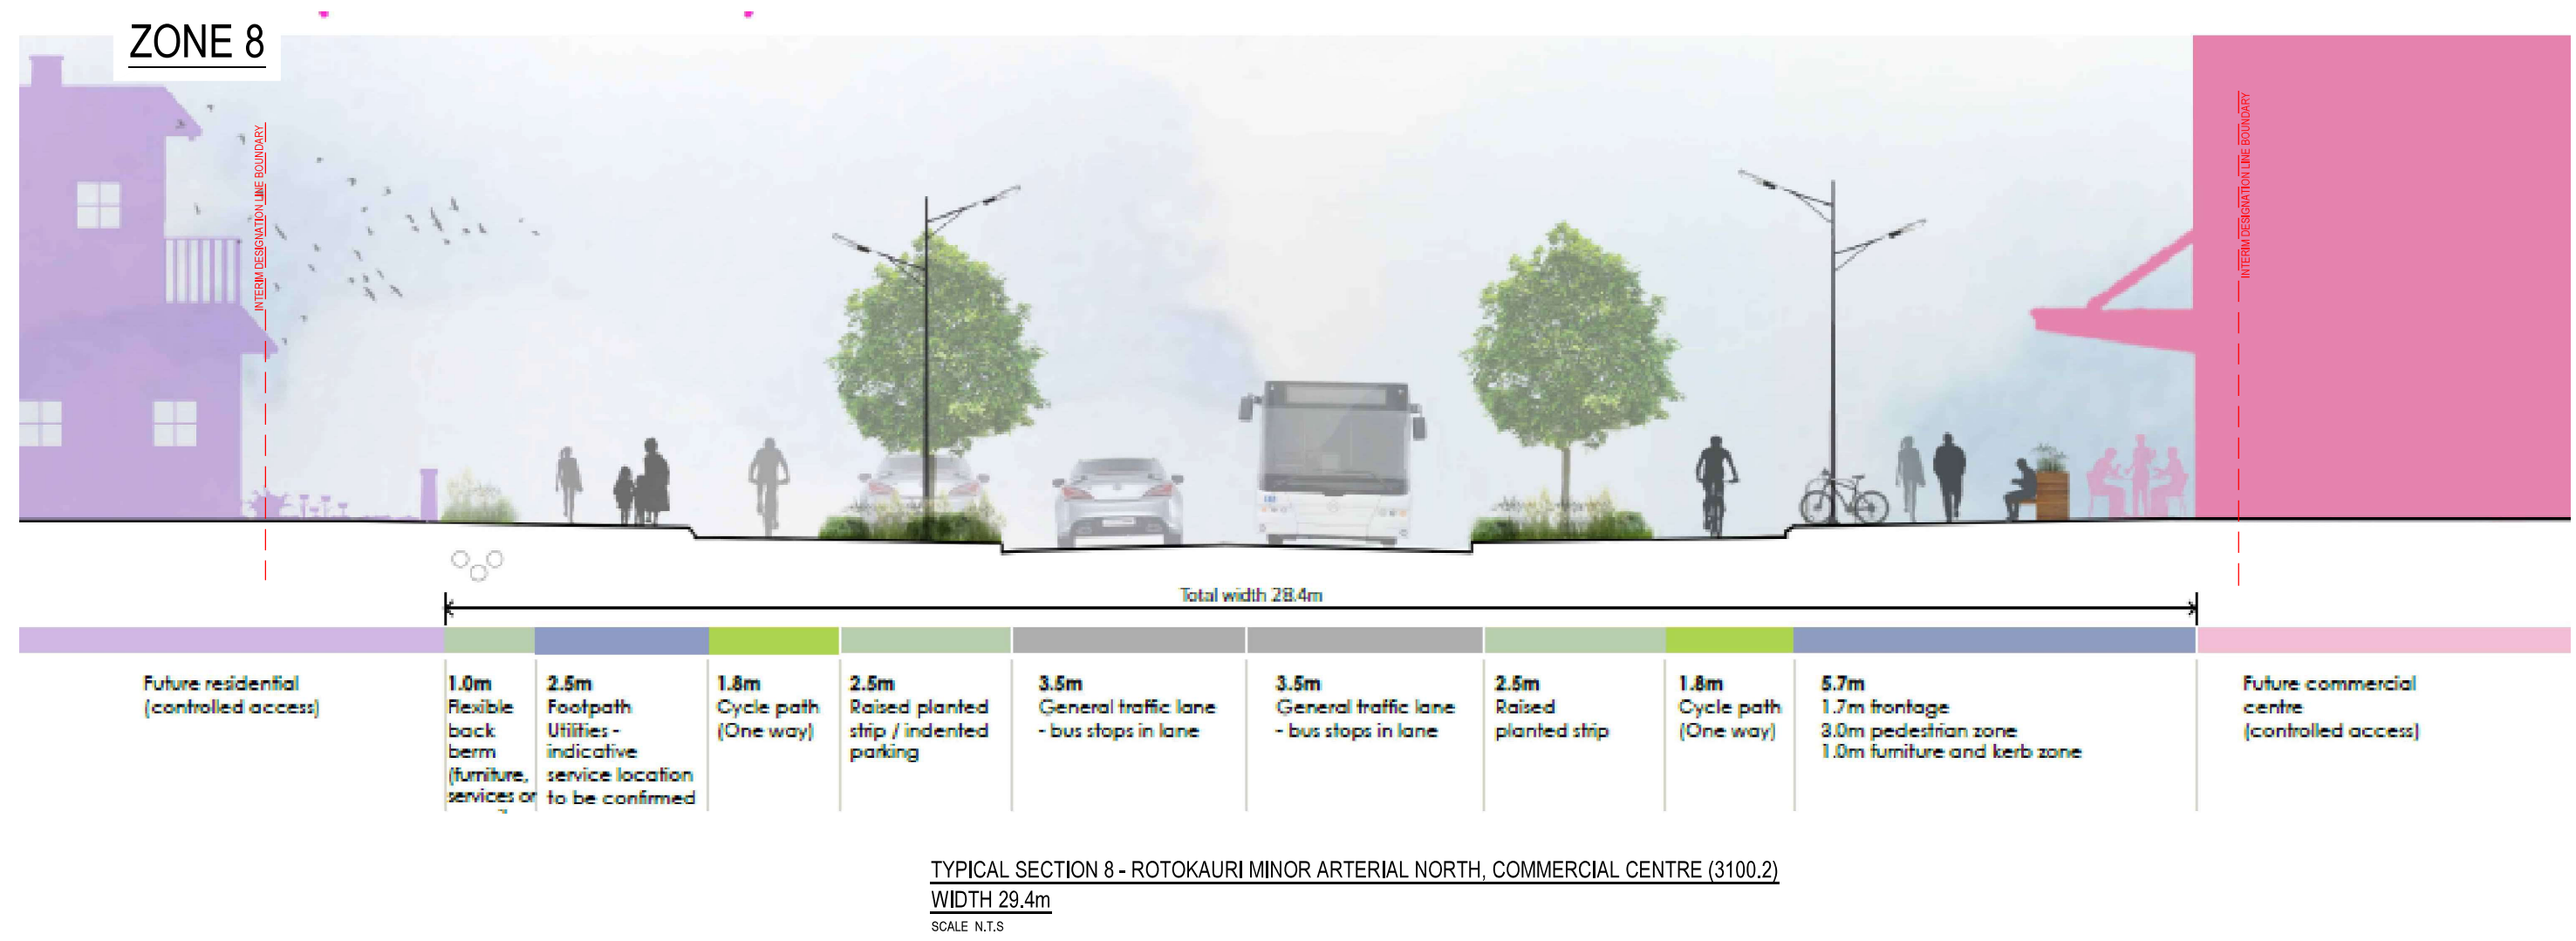 ZONE 8
INTERIM DESIGNATION LINE BOUNDARY
INTERIM DESIGNATION LINE BOUNDARY
Total width 28.4m
Future residential
(controlled access)
1.0m
Flexible
back
berm
(furniture,
services or
2.5m
Footpath
Utilities -
indicative
service location
to be confirmed
1.8m
Cycle path
(One way)
2.5m
Raised planted
strip / indented
parking
3.5m
General traffic lane
- bus stops in lane
3.5m
General traffic lane
- bus stops in lane
2.5m
Raised
planted strip
1.8m
Cycle path
(One way)
5.7m
1.7m frontage
3.0m pedestrian zone
1.0m furniture and kerb zone
Future commercial
centre
(controlled access)
TYPICAL SECTION 8 - ROTOKAURI MINOR ARTERIAL NORTH, COMMERCIAL CENTRE (3100.2)
WIDTH 29.4m
SCALE N.T.S